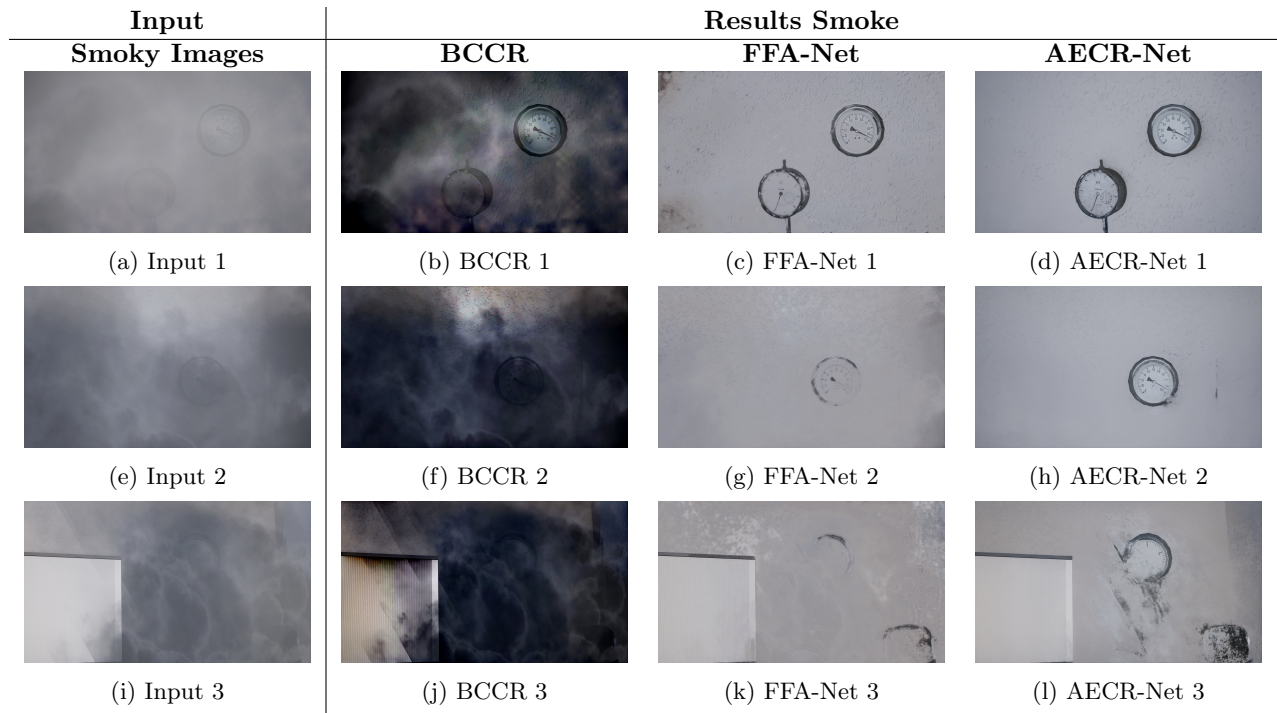 Input Results Smoke
Smoky Images BCCR FFA-Net AECR-Net
(a) Input 1 (b) BCCR 1 (c) FFA-Net 1 (d) AECR-Net 1
(e) Input 2 (f) BCCR 2 (g) FFA-Net 2 (h) AECR-Net 2
(i) Input 3 (j) BCCR 3 (k) FFA-Net 3 (l) AECR-Net 3